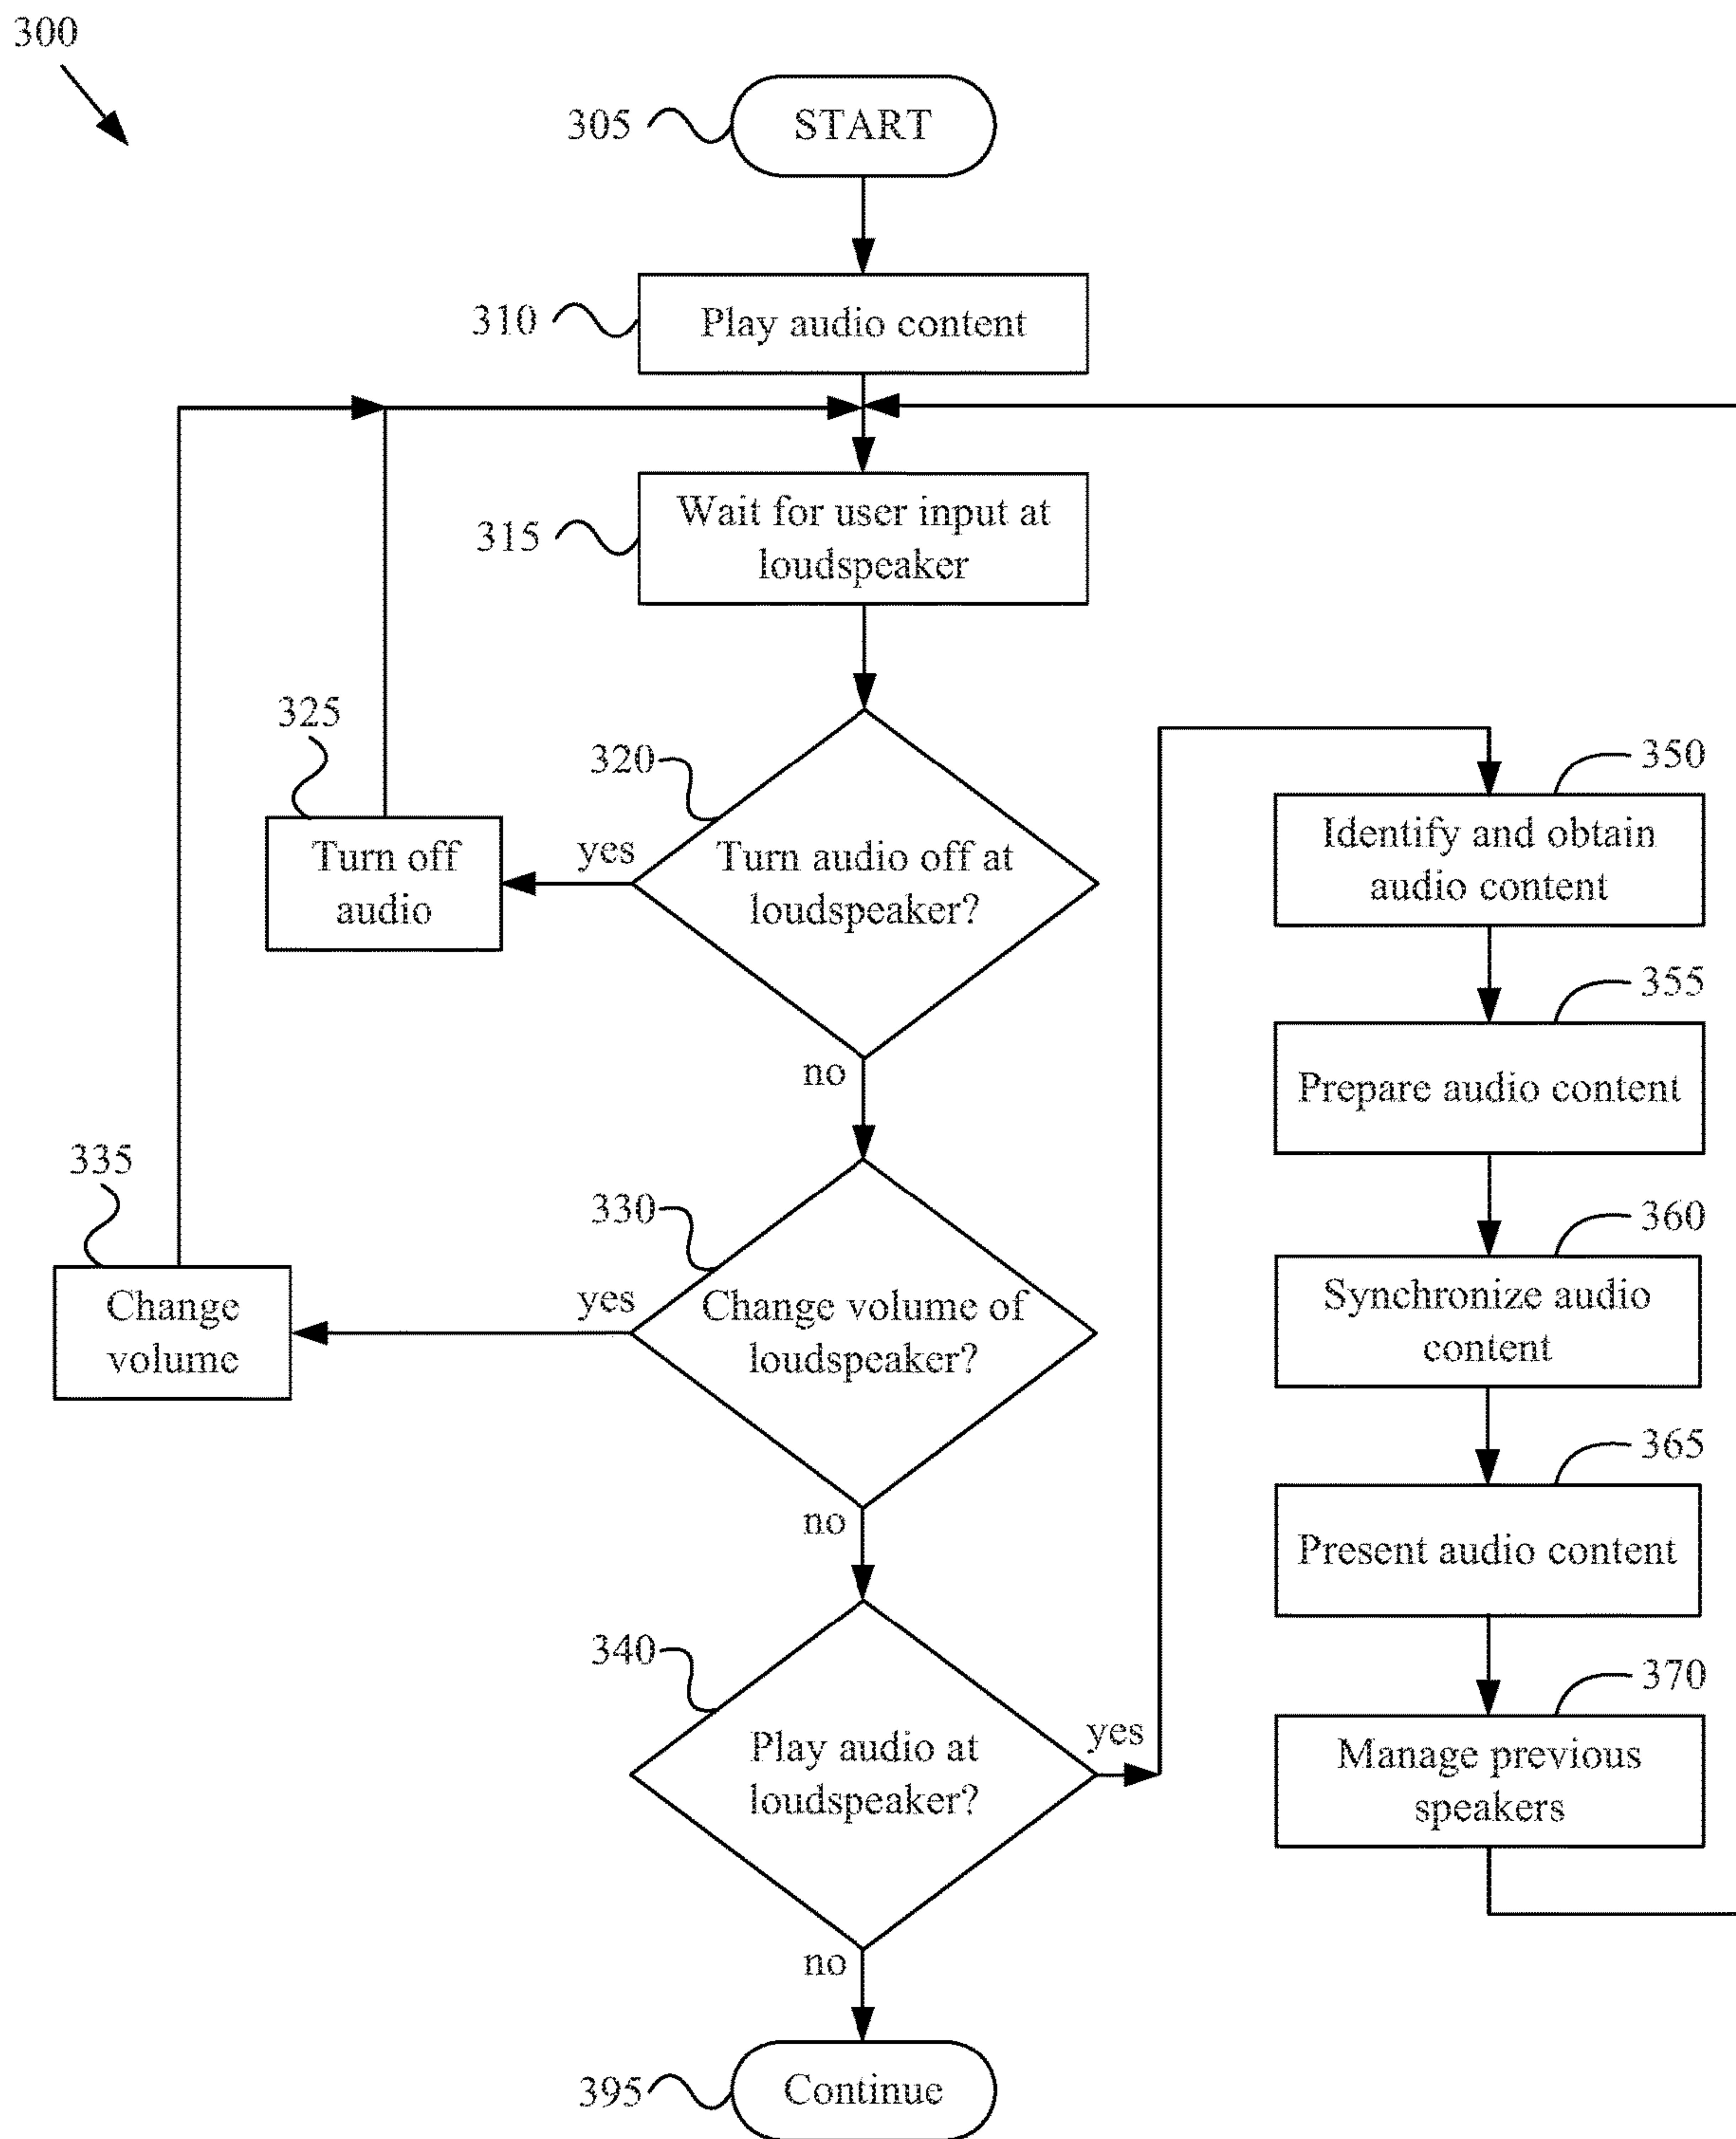 300
305
START
310
Play audio content
315
Wait for user input at
loudspeaker
320
Turn audio off at
loudspeaker?
yes
no
325
Turn off
audio
330
Change volume of
loudspeaker?
yes
no
335
Change
volume
340
Play audio at
loudspeaker?
yes
no
350
Identify and obtain
audio content
355
Prepare audio content
360
Synchronize audio
content
365
Present audio content
370
Manage previous
speakers
395
Continue